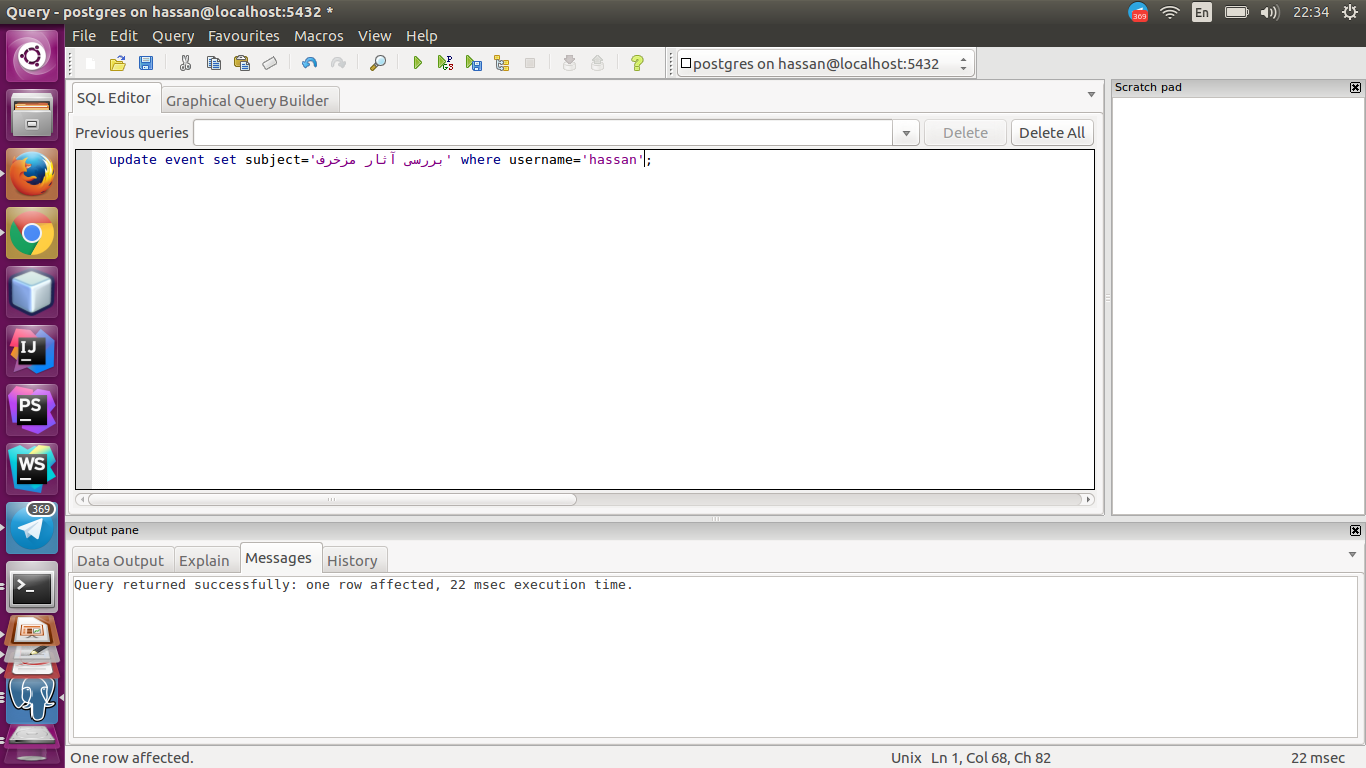 Query - postgres on hassan@localhost:5432 *
369
En
22:34
File Edit Query Favourites Macros View Help
postgres on hassan@localhost:5432
SQL Editor
Graphical Query Builder
Scratch pad
Previous queries
Delete
Delete All
update event set subject='بررسی آثار مزخرف' where username='hassan';
IJ
PS
WS
369
Output pane
Data Output
Explain
Messages
History
Query returned successfully: one row affected, 22 msec execution time.
One row affected.
Unix
Ln 1, Col 68, Ch 82
22 msec